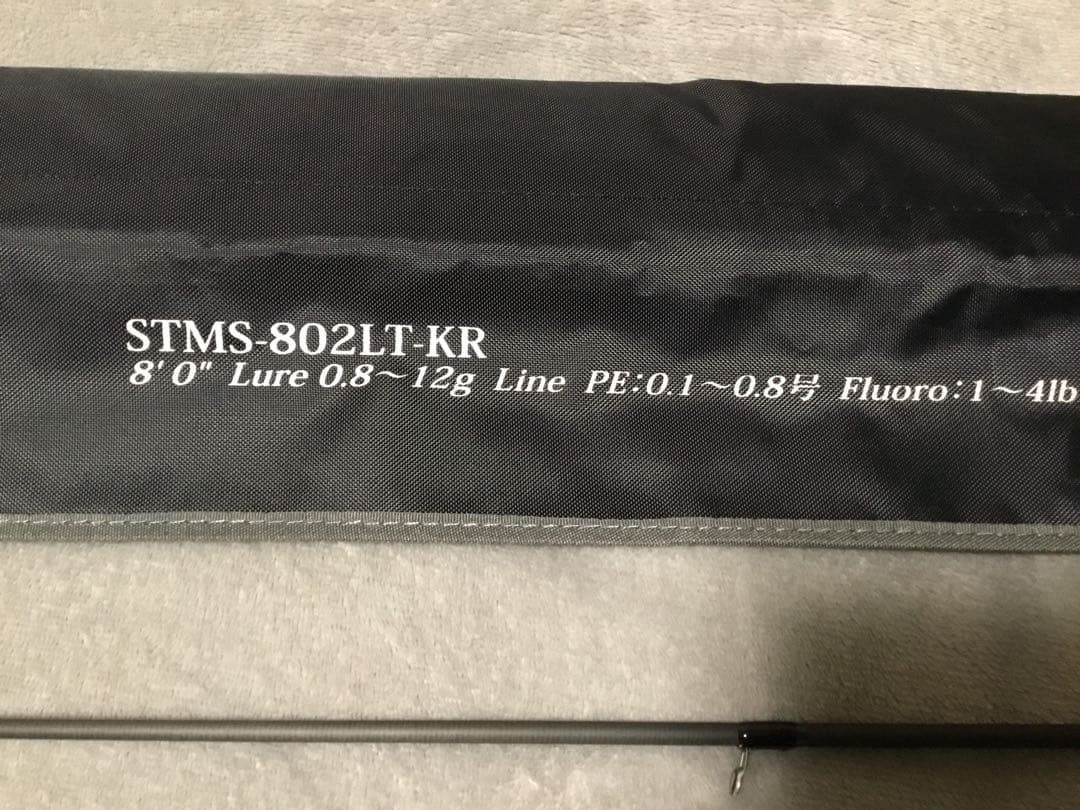 STMS-802LT-KR
8'0" Lure 0.8～12g Line PE:0.1～0.8号 Fluoro:1～4lb